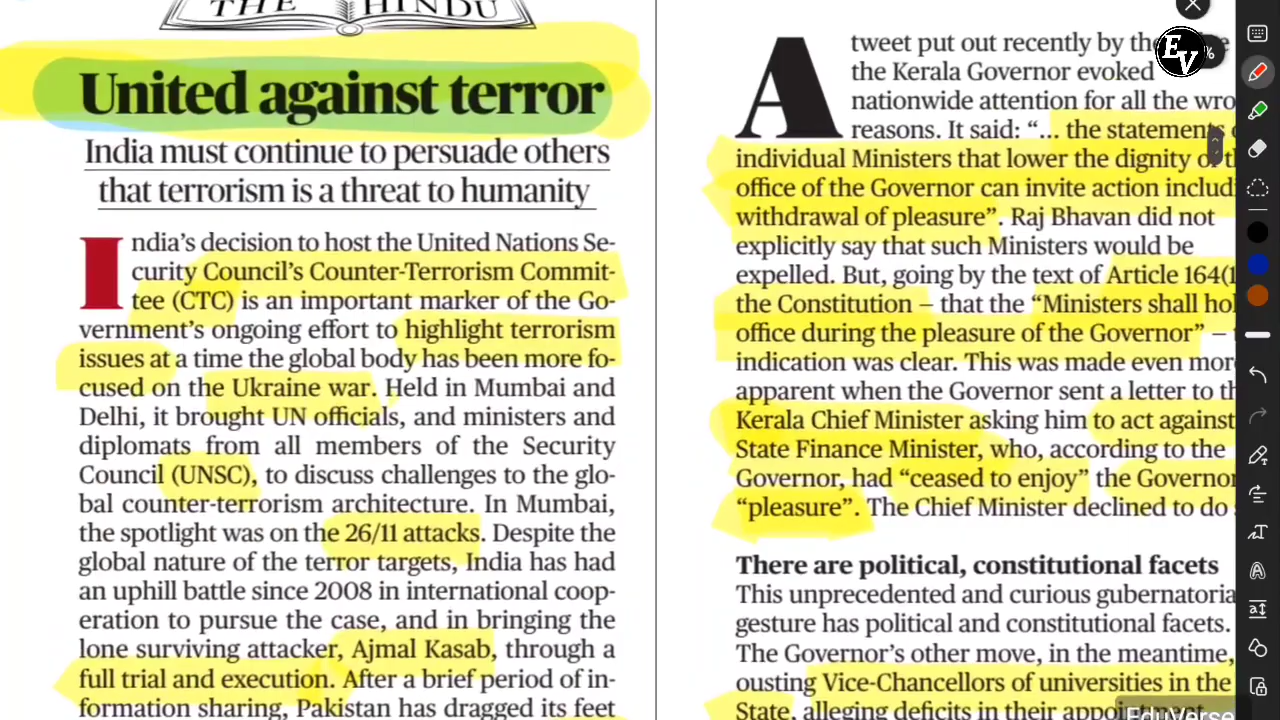 THE HINDU
United against terror
India must continue to persuade others
that terrorism is a threat to humanity
India's decision to host the United Nations Se-
curity Council's Counter-Terrorism Commit-
tee (CTC) is an important marker of the Go-
vernment's ongoing effort to highlight terrorism
issues at a time the global body has been more fo-
cused on the Ukraine war. Held in Mumbai and
Delhi, it brought UN officials, and ministers and
diplomats from all members of the Security
Council (UNSC), to discuss challenges to the glo-
bal counter-terrorism architecture. In Mumbai,
the spotlight was on the 26/11 attacks. Despite the
global nature of the terror targets, India has had
an uphill battle since 2008 in international coop-
eration to pursue the case, and in bringing the
lone surviving attacker, Ajmal Kasab, through a
full trial and execution. After a brief period of in-
formation sharing, Pakistan has dragged its feet
A tweet put out recently by the
the Kerala Governor evoked
nationwide attention for all the wro
reasons. It said: "... the statements
individual Ministers that lower the dignity of
office of the Governor can invite action includi
withdrawal of pleasure". Raj Bhavan did not
explicitly say that such Ministers would be
expelled. But, going by the text of Article 164(1
the Constitution – that the "Ministers shall hol
office during the pleasure of the Governor" –
indication was clear. This was made even more
apparent when the Governor sent a letter to th
Kerala Chief Minister asking him to act against
State Finance Minister, who, according to the
Governor, had "ceased to enjoy" the Governor
"pleasure". The Chief Minister declined to do
There are political, constitutional facets
This unprecedented and curious gubernatoria
gesture has political and constitutional facets.
The Governor's other move, in the meantime,
ousting Vice-Chancellors of universities in the
State, alleging deficits in their appointment
EV
%
EduVerse